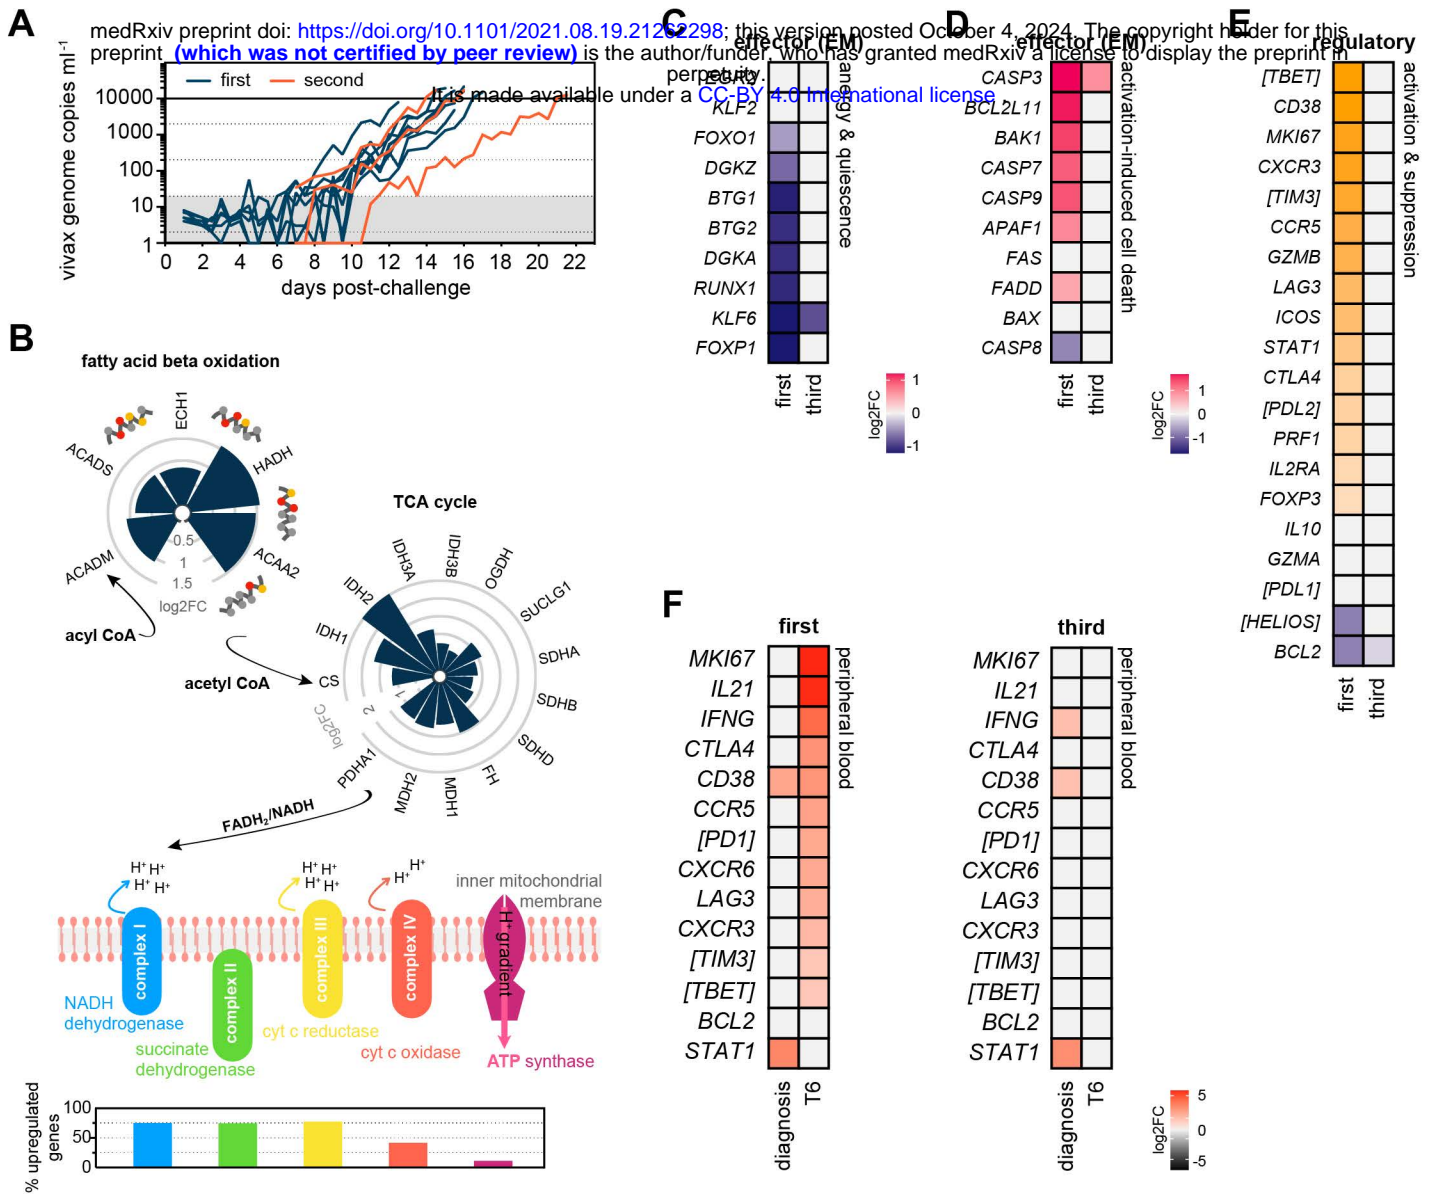 A
medRxiv preprint doi: https://doi.org/10.1101/2021.08.19.21262298; this version posted October 4, 2024. The copyright holder for this
preprint (which was not certified by peer review) is the author/funder, who has granted medRxiv a license to display the preprint in
perpetuity.
It is made available under a CC-BY 4.0 International license .
vivax genome copies ml-1
first
second
10000
1000
100
10
1
0 2 4 6 8 10 12 14 16 18 20 22
days post-challenge
B
fatty acid beta oxidation
ECH1
HADH
ACAA2
ACADM
ACADS
0.5
1
1.5
log2FC
acyl CoA
acetyl CoA
TCA cycle
IDH3A
IDH3B
OGDH
SUCLG1
SDHA
SDHB
SDHD
FH
MDH1
MDH2
PDHA1
CS
IDH1
IDH2
1
2
log2FC
FADH2/NADH
H+ H+
H+ H+
H+ H+
H+ H+
H+ H+
inner mitochondrial
membrane
complex I
complex II
complex III
complex IV
H+ gradient
NADH
dehydrogenase
succinate
dehydrogenase
cyt c reductase
cyt c oxidase
ATP synthase
% upregulated
genes
100
50
0
C
effector (EM)
EGR2
KLF2
FOXO1
DGKZ
BTG1
BTG2
DGKA
RUNX1
KLF6
FOXP1
anergy & quiescence
first
third
log2FC
1
0
-1
D
effector (EM)
CASP3
BCL2L11
BAK1
CASP7
CASP9
APAF1
FAS
FADD
BAX
CASP8
activation-induced cell death
first
third
log2FC
1
0
-1
E
regulatory
[TBET]
CD38
MKI67
CXCR3
[TIM3]
CCR5
GZMB
LAG3
ICOS
STAT1
CTLA4
[PDL2]
PRF1
IL2RA
FOXP3
IL10
GZMA
[PDL1]
[HELIOS]
BCL2
activation & suppression
first
third
F
first
MKI67
IL21
IFNG
CTLA4
CD38
CCR5
[PD1]
CXCR6
LAG3
CXCR3
[TIM3]
[TBET]
BCL2
STAT1
peripheral blood
diagnosis
T6
third
MKI67
IL21
IFNG
CTLA4
CD38
CCR5
[PD1]
CXCR6
LAG3
CXCR3
[TIM3]
[TBET]
BCL2
STAT1
peripheral blood
diagnosis
T6
log2FC
5
0
-5